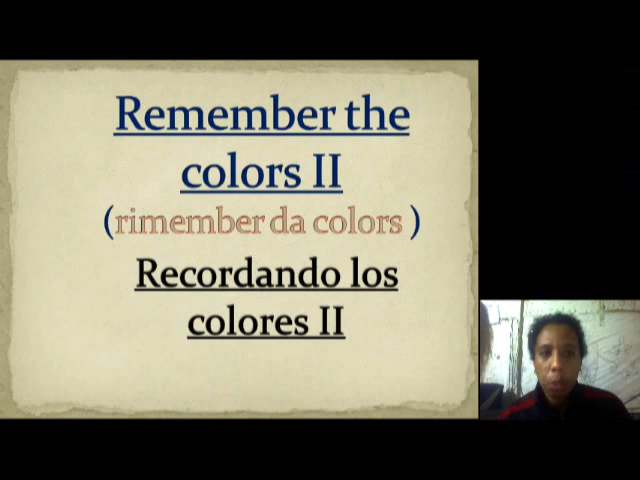 Remember the
colors II
(rimember da colors )
Recordando los
colores II